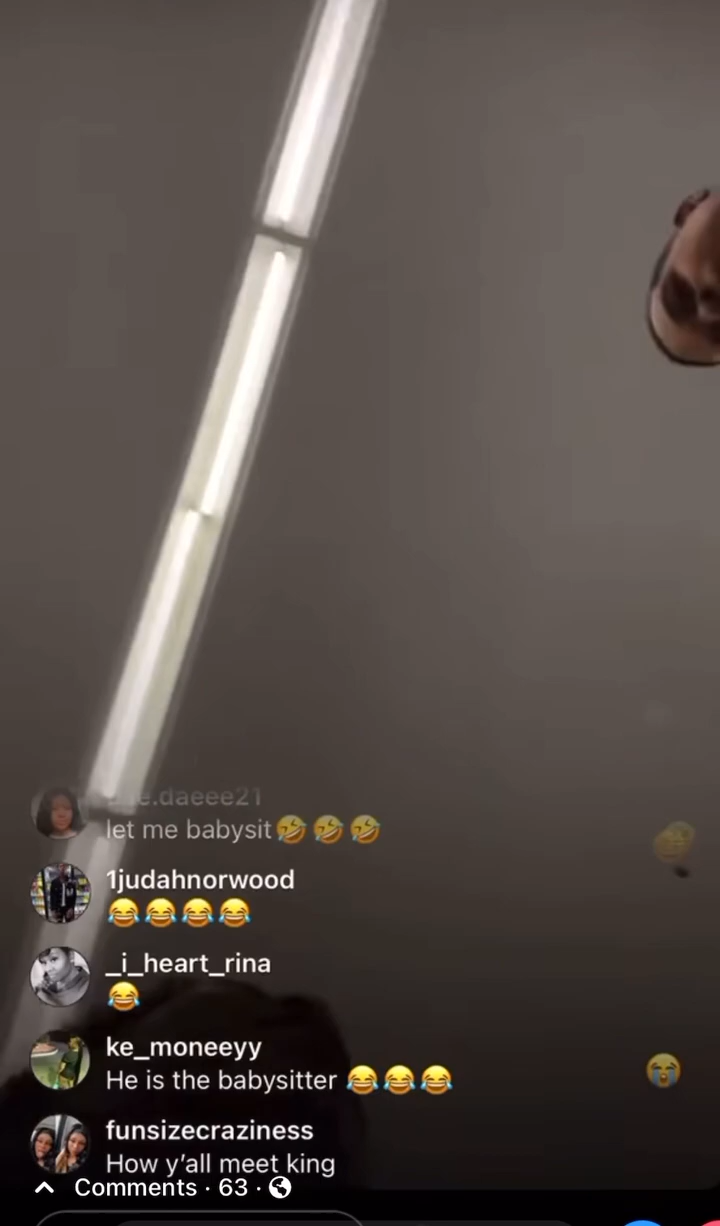 let me babysit🤣🤣🤣
1judahnorwood
😂😂😂😂
_i_heart_rina
😂
ke_moneeyy
He is the babysitter 😂😂😂
funsizecraziness
How y'all meet king
Comments · 63 ·